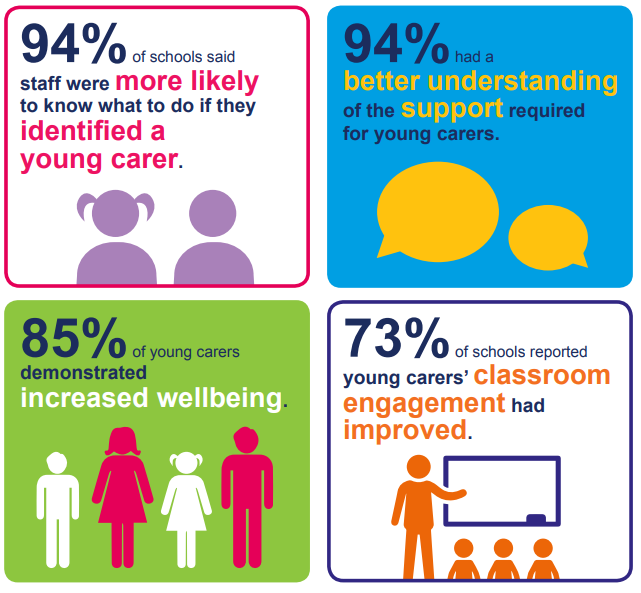 94% of schools said
staff were more likely
to know what to do if they
identified a
young carer.
94% had a
better understanding
of the support required
for young carers.
85% of young carers
demonstrated
increased wellbeing.
73% of schools reported
young carers’ classroom
engagement had
improved.